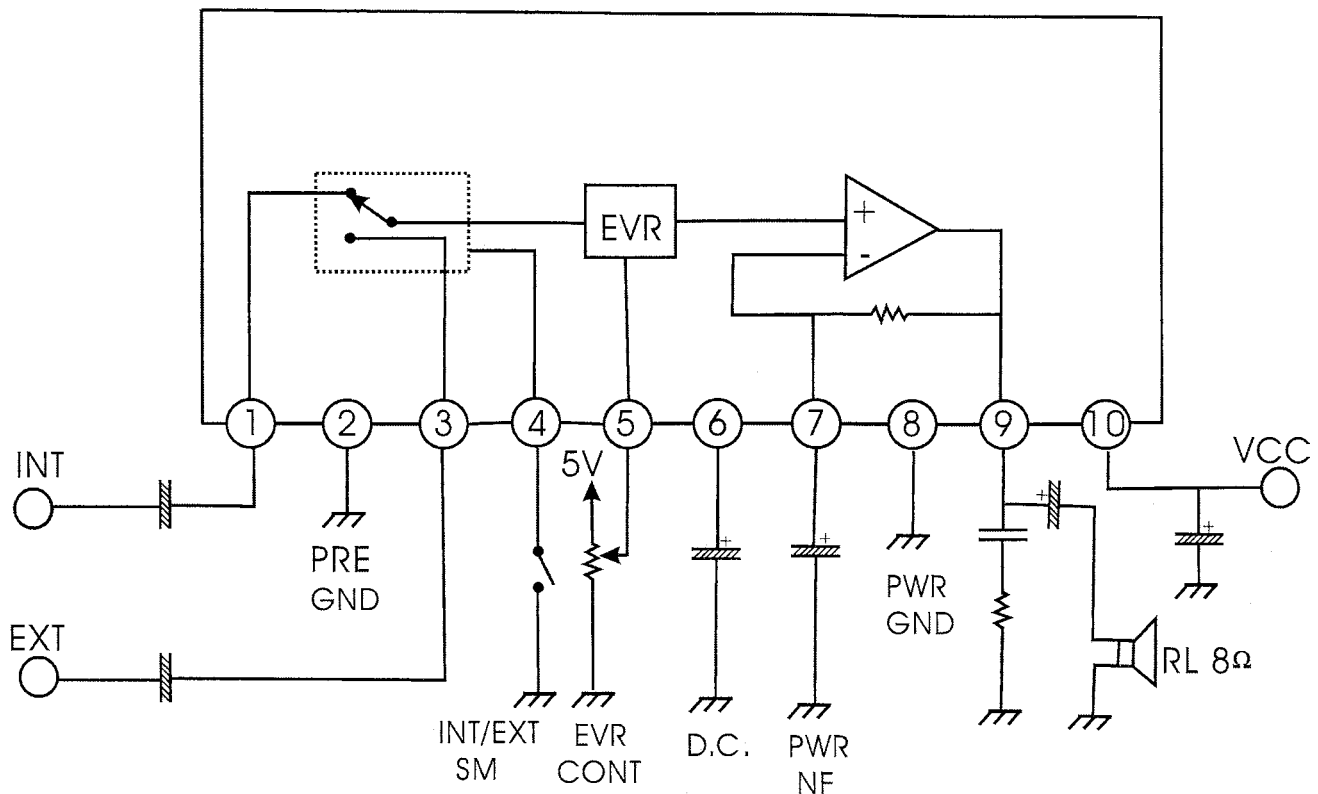 EVR
+
-
1 2 3 4 5 6 7 8 9 10
INT
5V
VCC
PRE
GND
PWR
GND
EXT
RL 8Ω
INT/EXT
SM
EVR
CONT
D.C.
PWR
NF
+
+
+
+